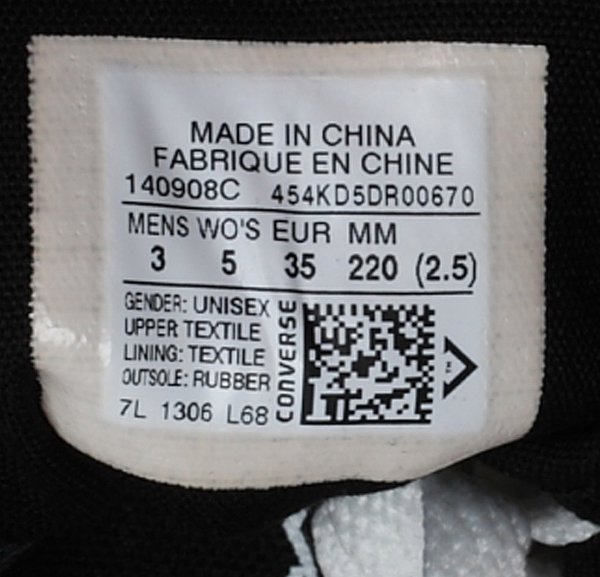 MADE IN CHINA
FABRIQUE EN CHINE
140908C 454KD5DR00670
MENS WO'S EUR MM
3 5 35 220 (2.5)
GENDER: UNISEX
UPPER TEXTILE
LINING: TEXTILE
OUTSOLE: RUBBER
7L 1306 L68
CONVERSE
TM